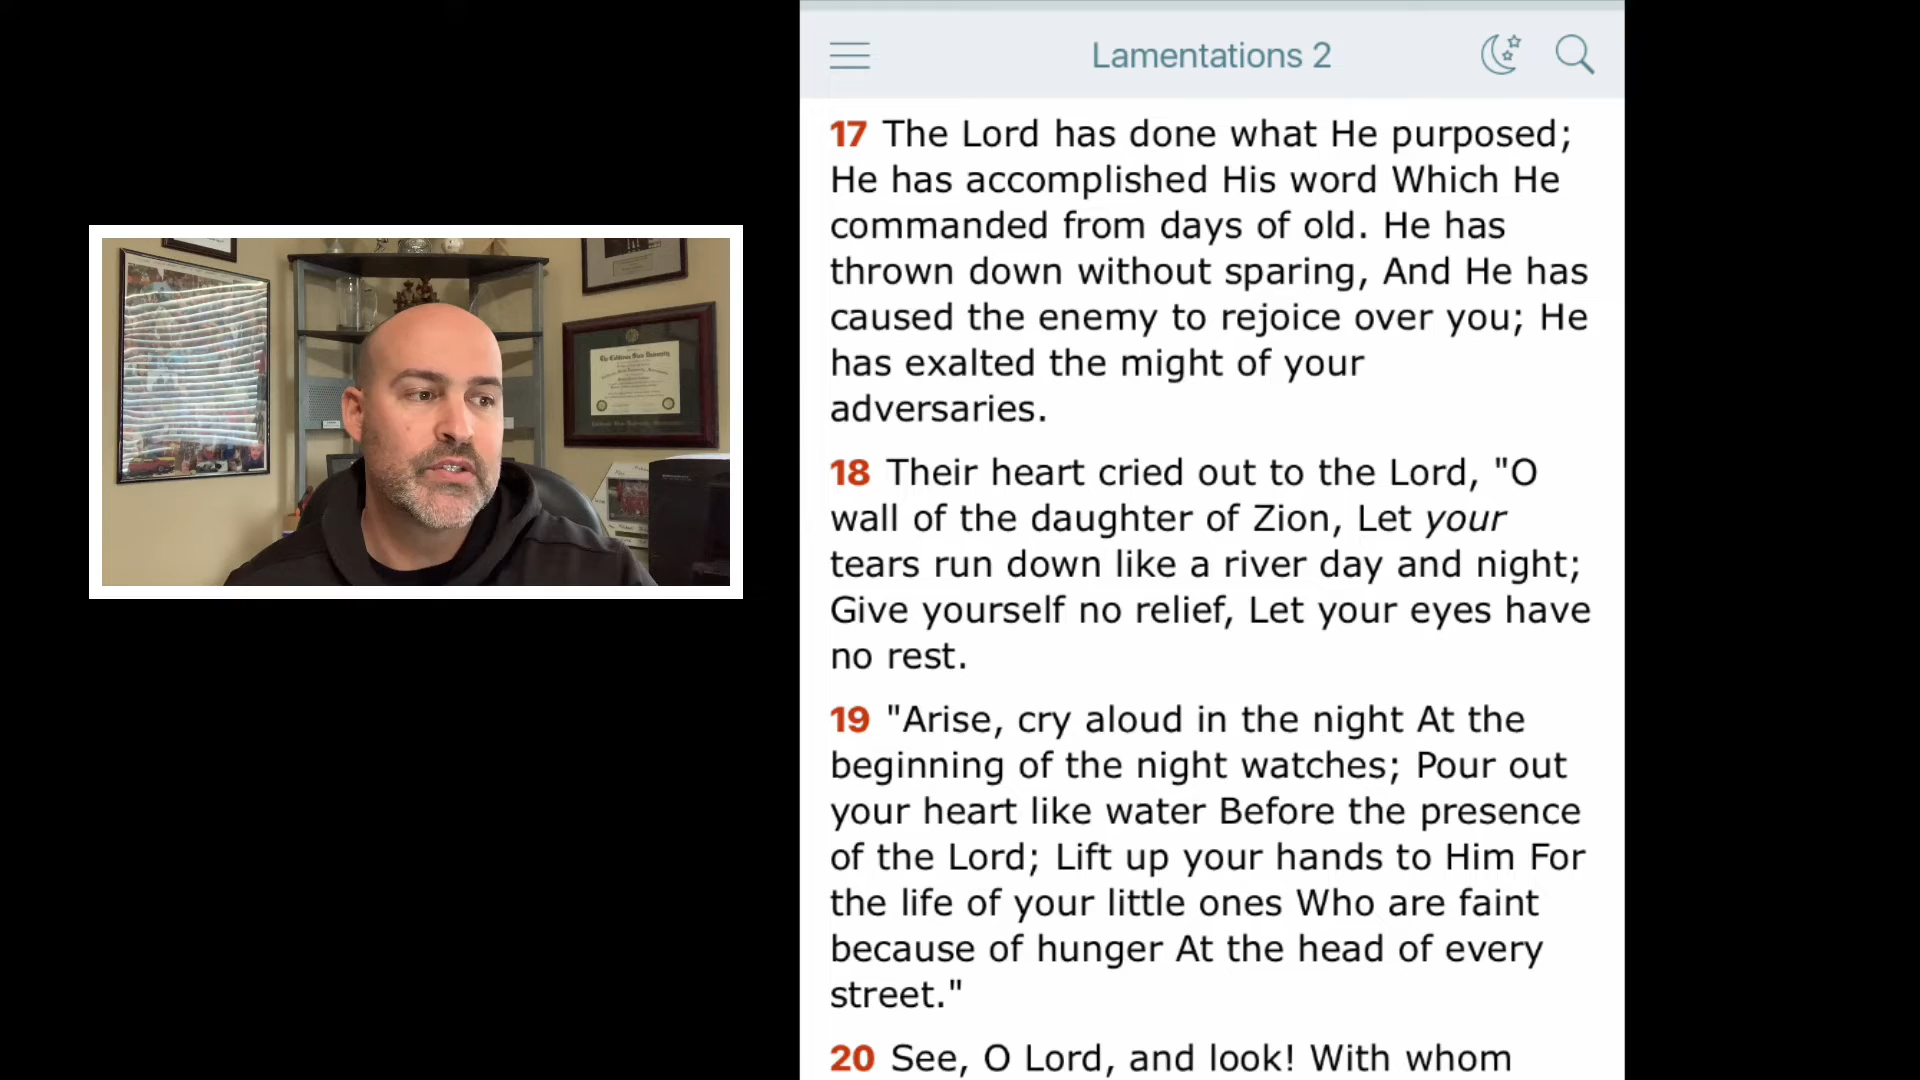 The California State University
Lamentations 2
17 The Lord has done what He purposed;
He has accomplished His word Which He
commanded from days of old. He has
thrown down without sparing, And He has
caused the enemy to rejoice over you; He
has exalted the might of your
adversaries.
18 Their heart cried out to the Lord, "O
wall of the daughter of Zion, Let your
tears run down like a river day and night;
Give yourself no relief, Let your eyes have
no rest.
19 "Arise, cry aloud in the night At the
beginning of the night watches; Pour out
your heart like water Before the presence
of the Lord; Lift up your hands to Him For
the life of your little ones Who are faint
because of hunger At the head of every
street."
20 See, O Lord, and look! With whom